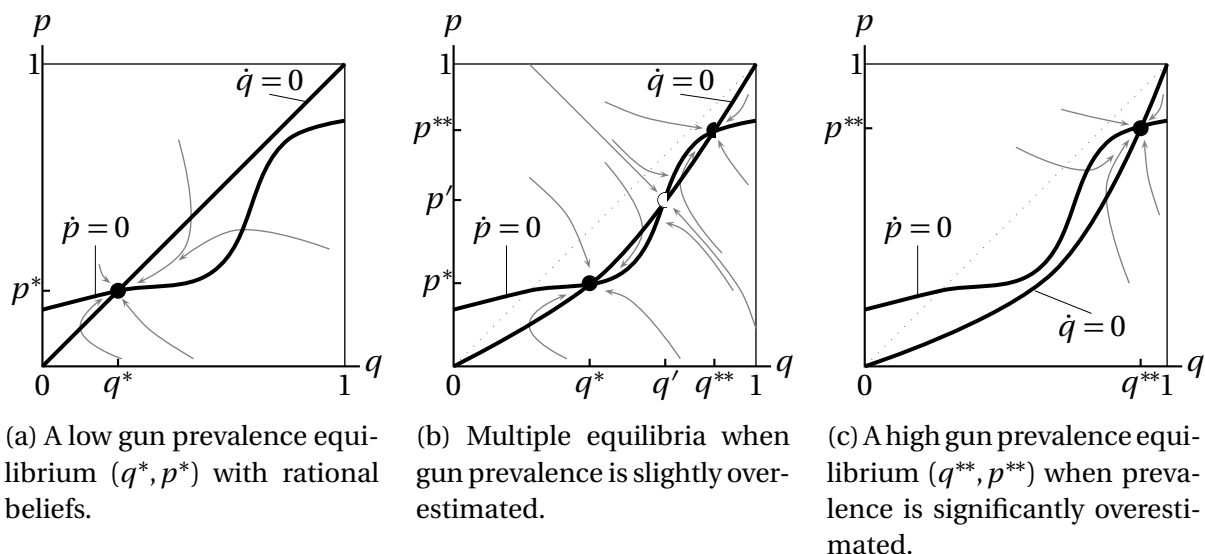 p
1
q̇ = 0
ṗ = 0
p*
0
q*
1
q
(a) A low gun prevalence equi-
librium (q*, p*) with rational
beliefs.
p
1
q̇ = 0
p**
p′
ṗ = 0
p*
0
q*
q′
q**
1
q
(b) Multiple equilibria when
gun prevalence is slightly over-
estimated.
p
1
p**
ṗ = 0
q̇ = 0
0
q**
1
q
(c) A high gun prevalence equi-
librium (q**, p**) when preva-
lence is significantly overesti-
mated.